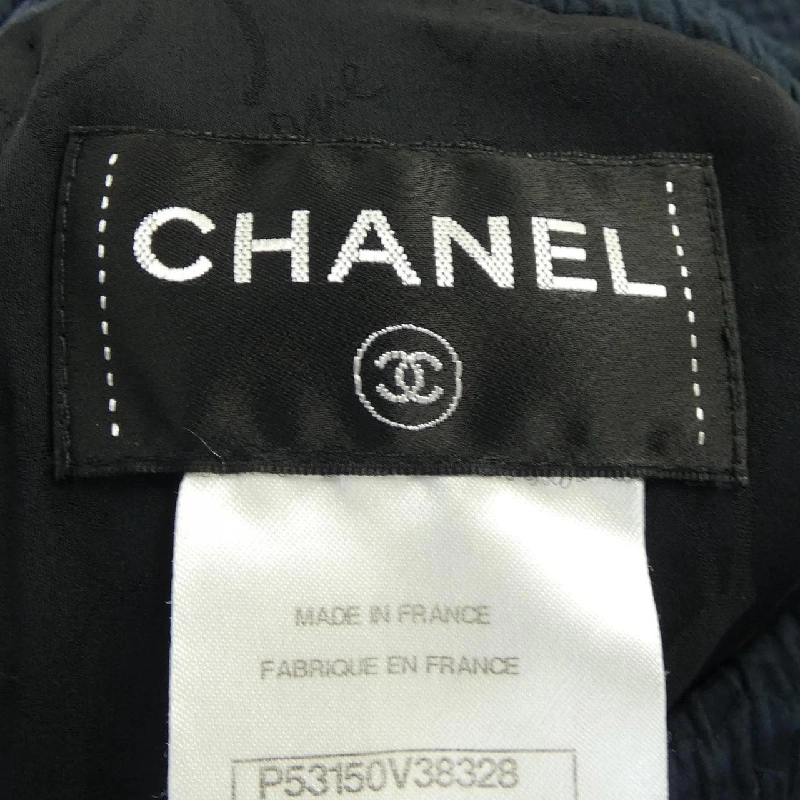 CHANEL
MADE IN FRANCE
FABRIQUE EN FRANCE
P53150V38328